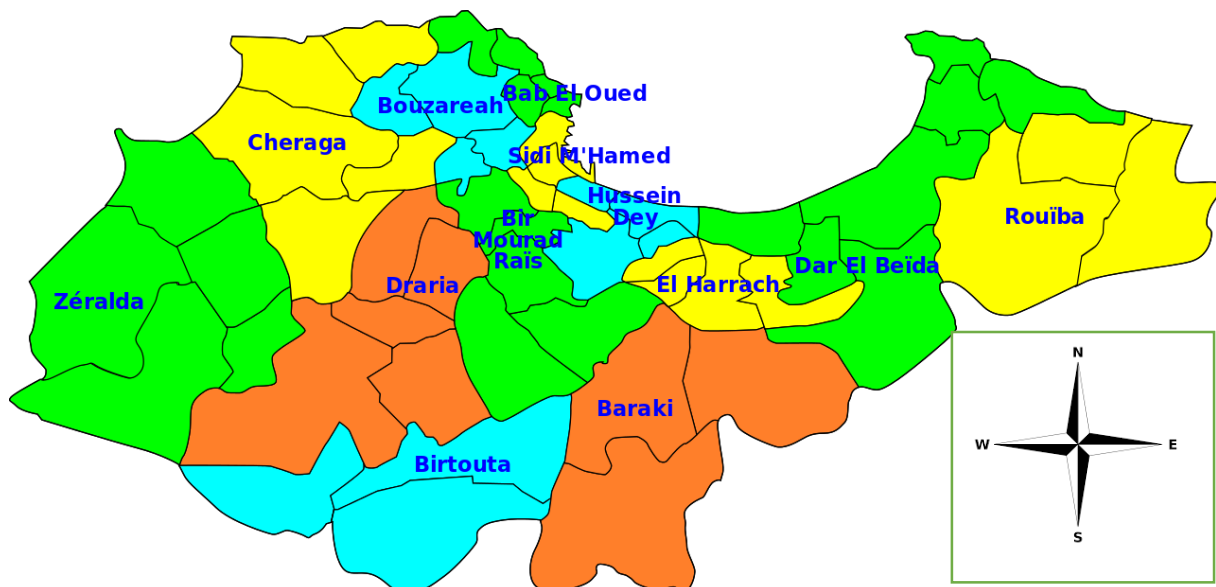 Bab El Oued
Bouzareah
Cheraga
Sidi M'Hamed
Hussein
Dey
Bir
Mourad
Raïs
Rouïba
Dar El Beïda
El Harrach
Draria
Zéralda
Baraki
Birtouta
N
W
E
S